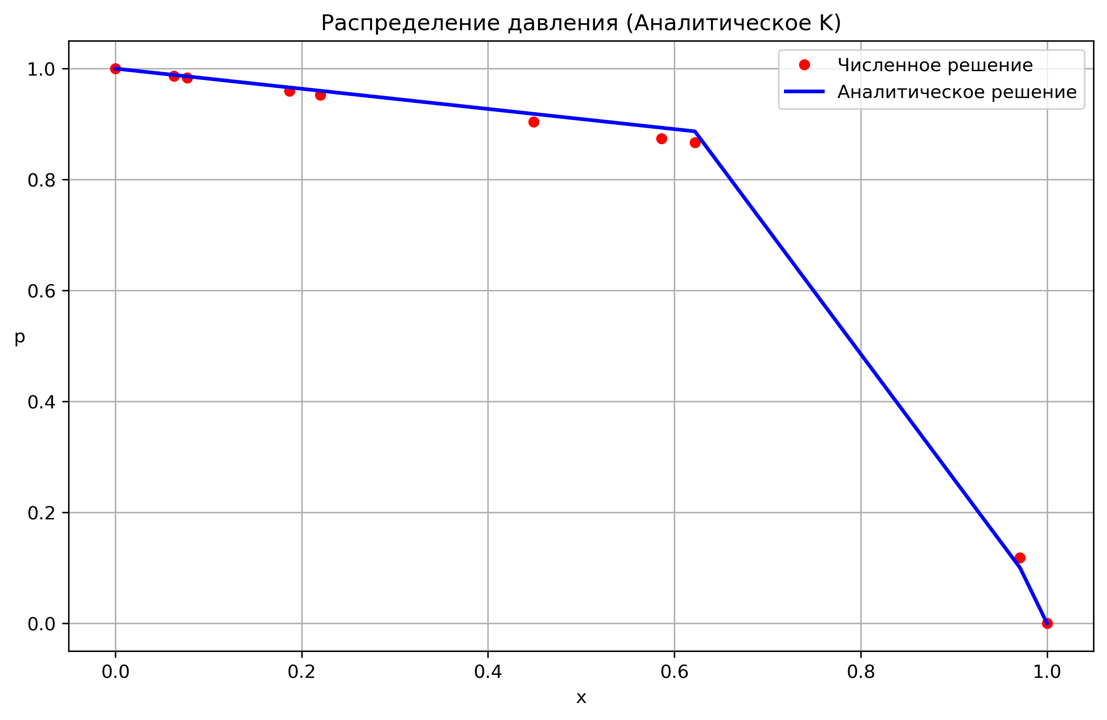 Распределение давления (Аналитическое K)
Численное решение
Аналитическое решение
1.0
0.8
0.6
p
0.4
0.2
0.0
0.0 0.2 0.4 0.6 0.8 1.0
x